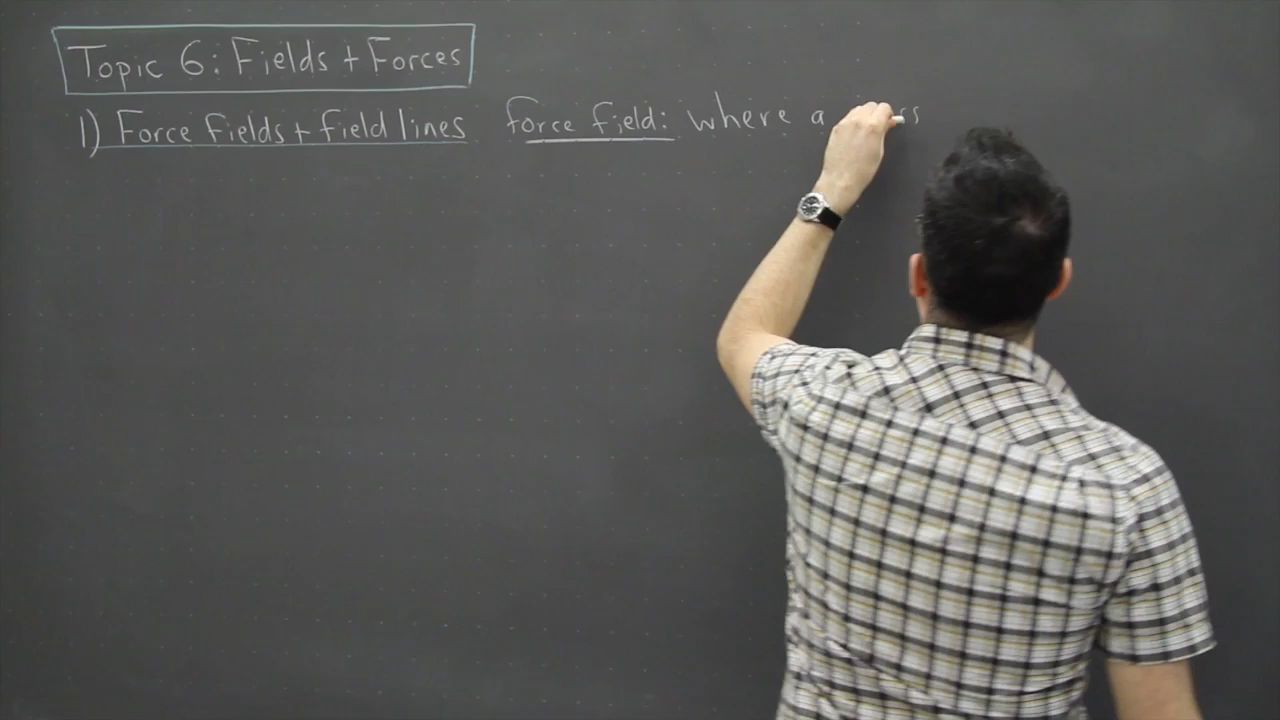 Topic 6: Fields + Forces
1) Force fields + field lines
force field: where a